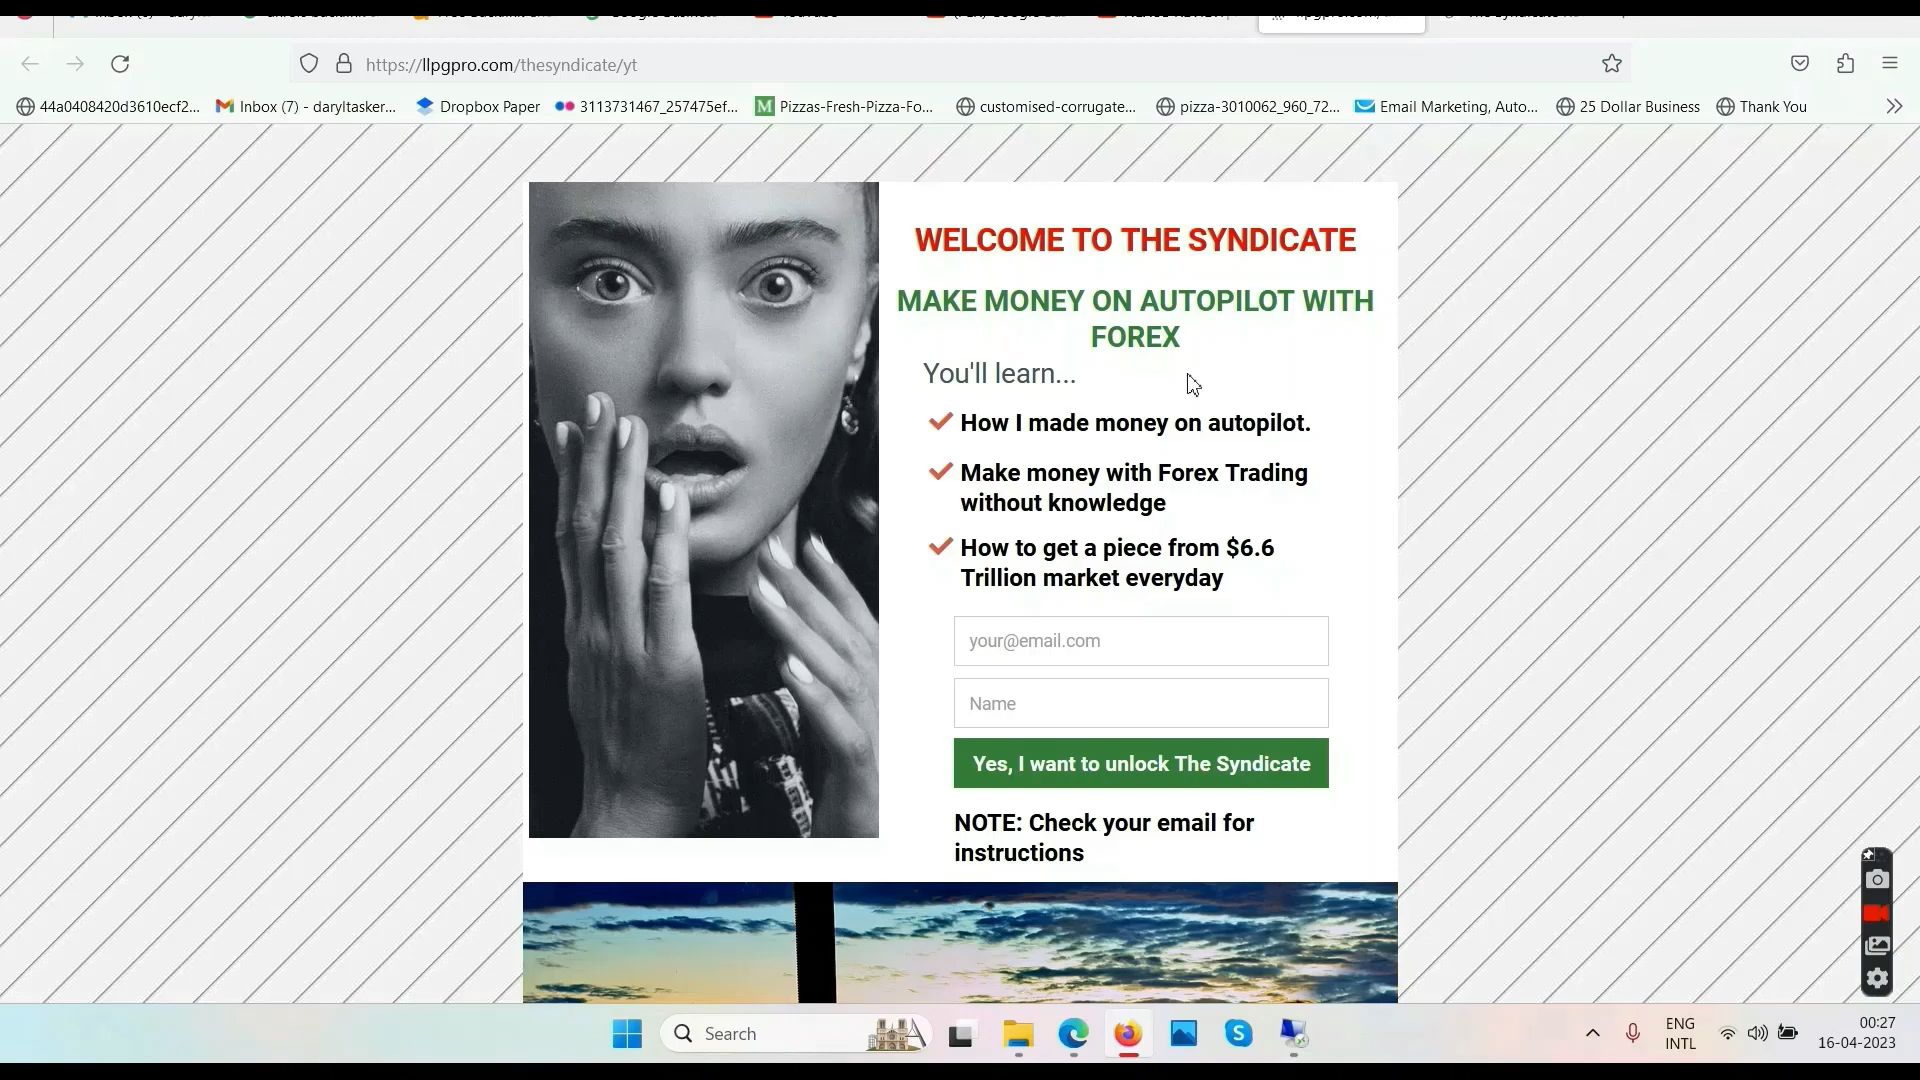 https://llpgpro.com/thesyndicate/yt
44a0408420d3610ecf2... Inbox (7) - daryltasker... Dropbox Paper 3113731467_257475ef... Pizzas-Fresh-Pizza-Fo... customised-corrugate... pizza-3010062_960_72... Email Marketing, Auto... 25 Dollar Business Thank You
WELCOME TO THE SYNDICATE
MAKE MONEY ON AUTOPILOT WITH
FOREX
You'll learn...
How I made money on autopilot.
Make money with Forex Trading
without knowledge
How to get a piece from $6.6
Trillion market everyday
your@email.com
Name
Yes, I want to unlock The Syndicate
NOTE: Check your email for
instructions
Search
ENG
INTL
00:27
16-04-2023